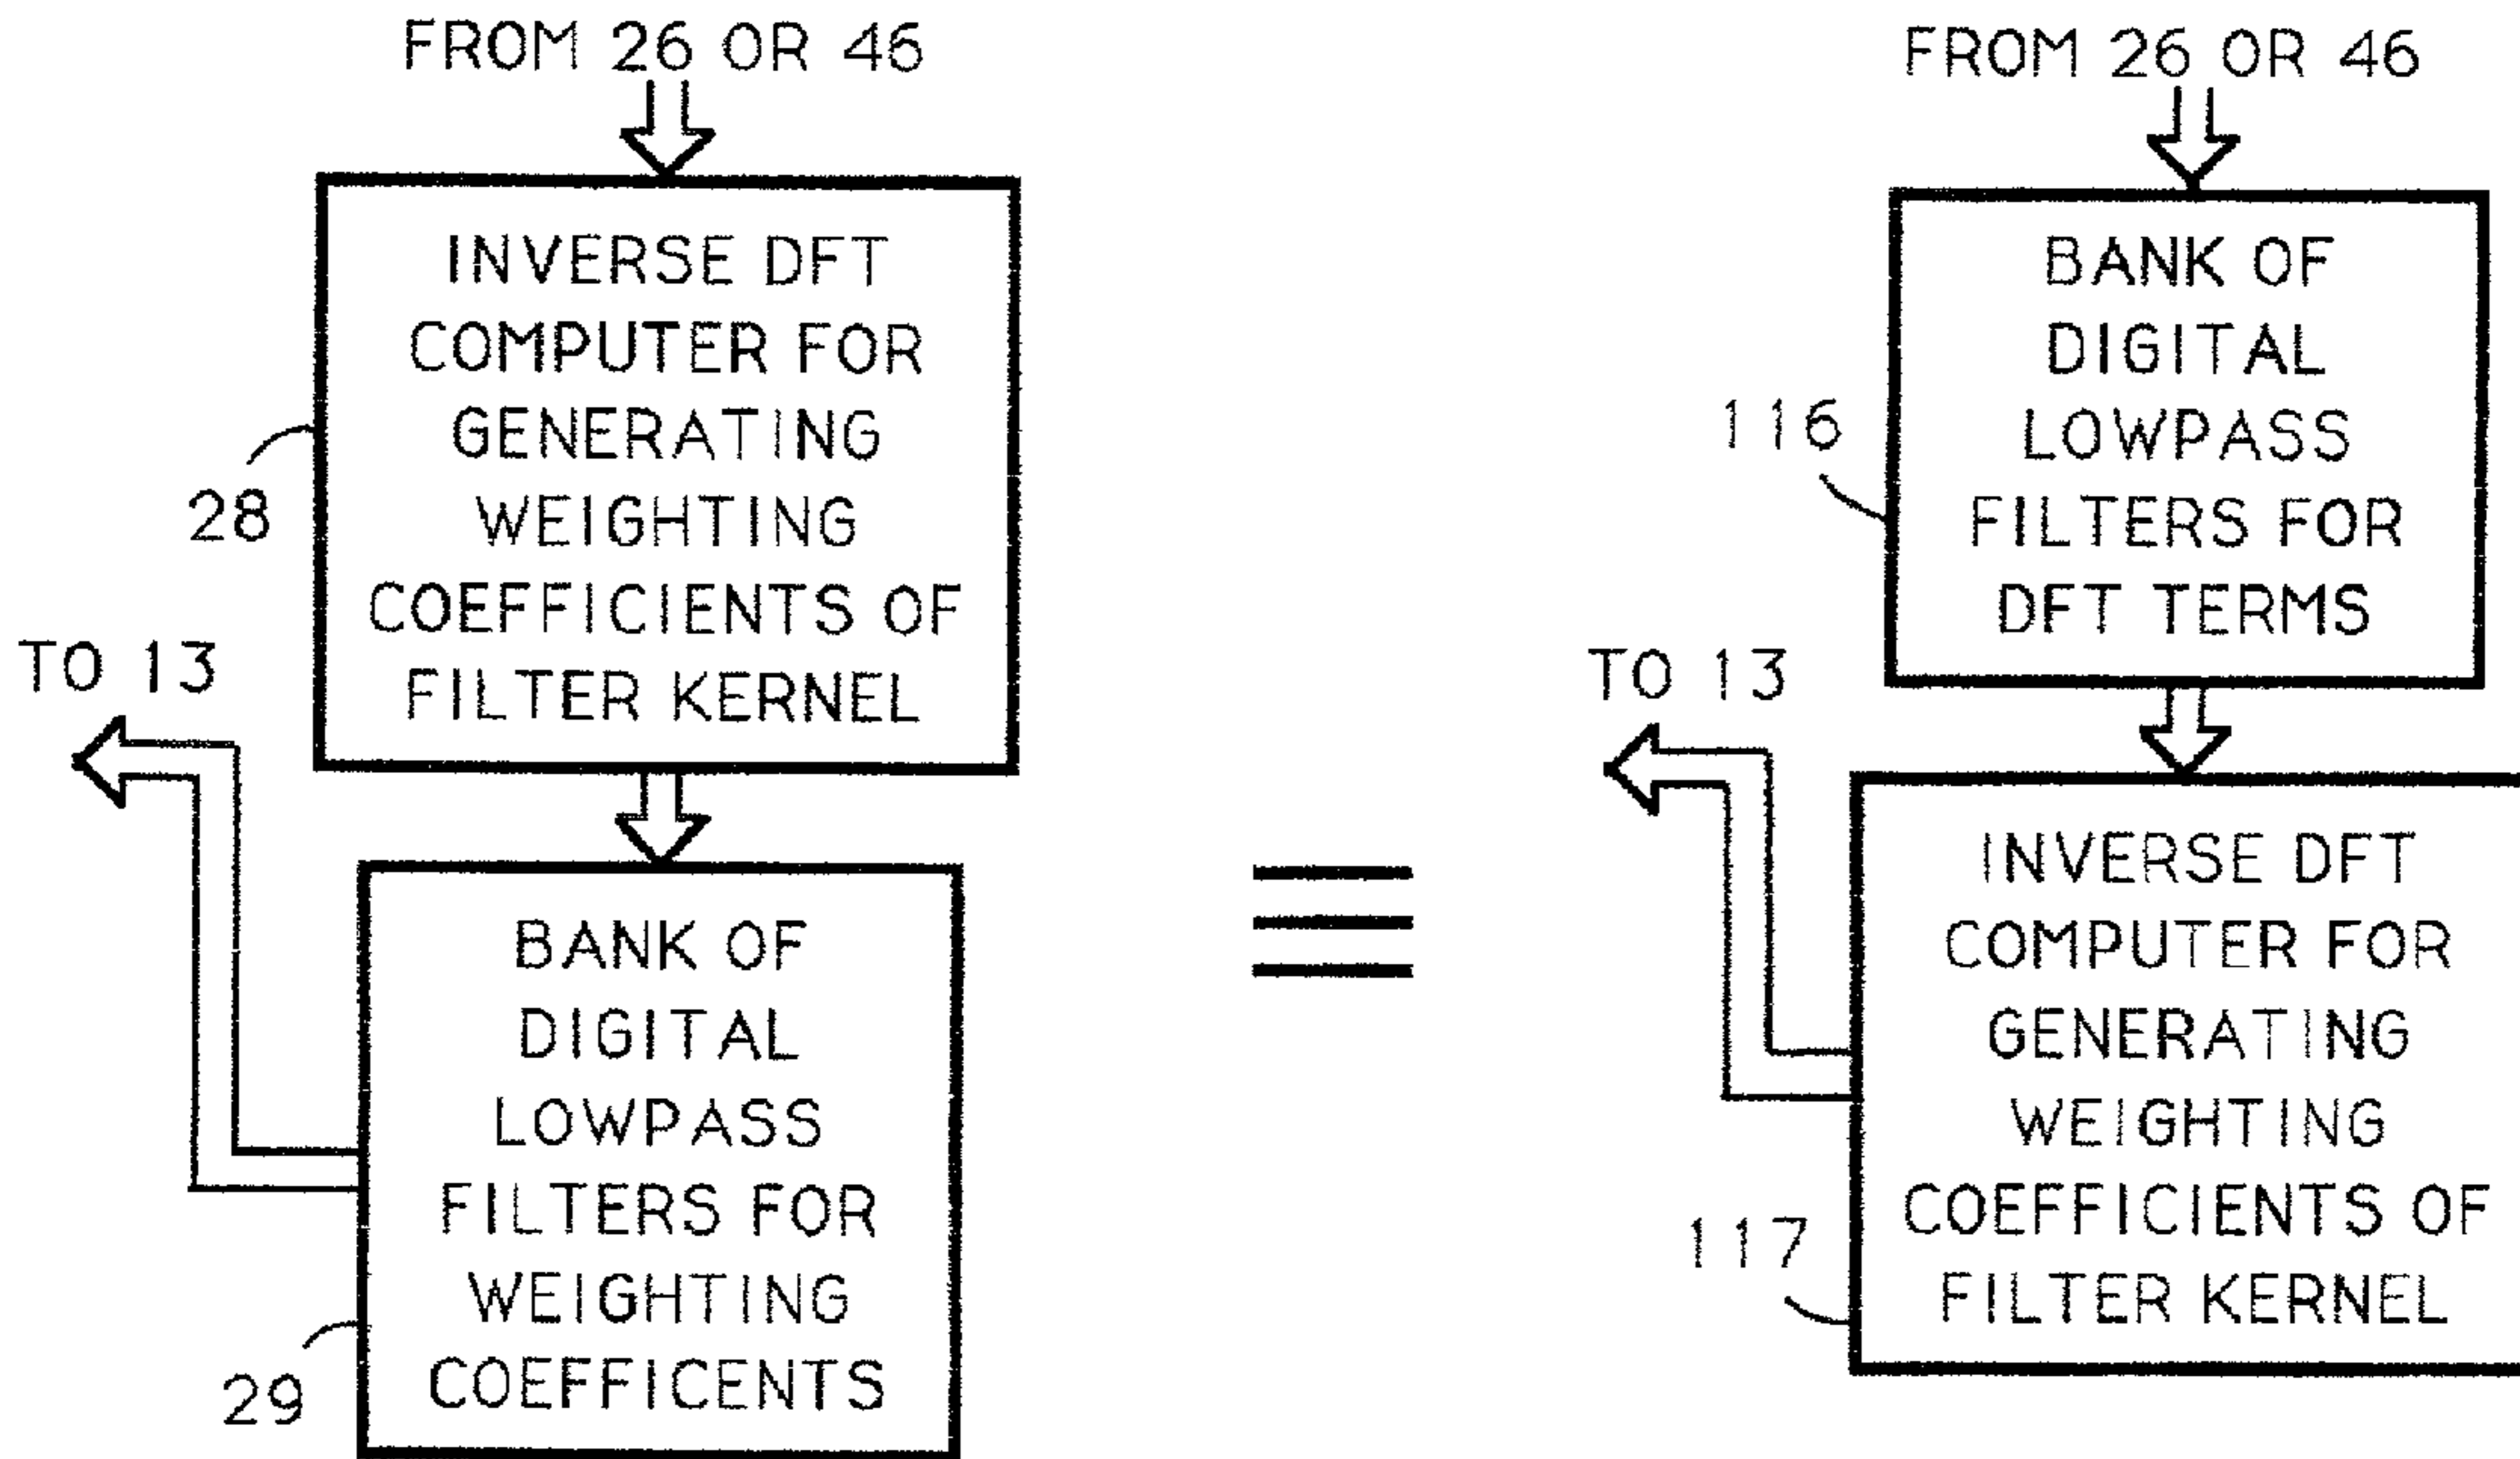 FROM 26 OR 46
INVERSE DFT
COMPUTER FOR
GENERATING
WEIGHTING
COEFFICIENTS OF
FILTER KERNEL
28
TO 13
BANK OF
DIGITAL
LOWPASS
FILTERS FOR
WEIGHTING
COEFFICENTS
29
FROM 26 OR 46
BANK OF
DIGITAL
LOWPASS
FILTERS FOR
DFT TERMS
116
TO 13
INVERSE DFT
COMPUTER FOR
GENERATING
WEIGHTING
COEFFICIENTS OF
FILTER KERNEL
117